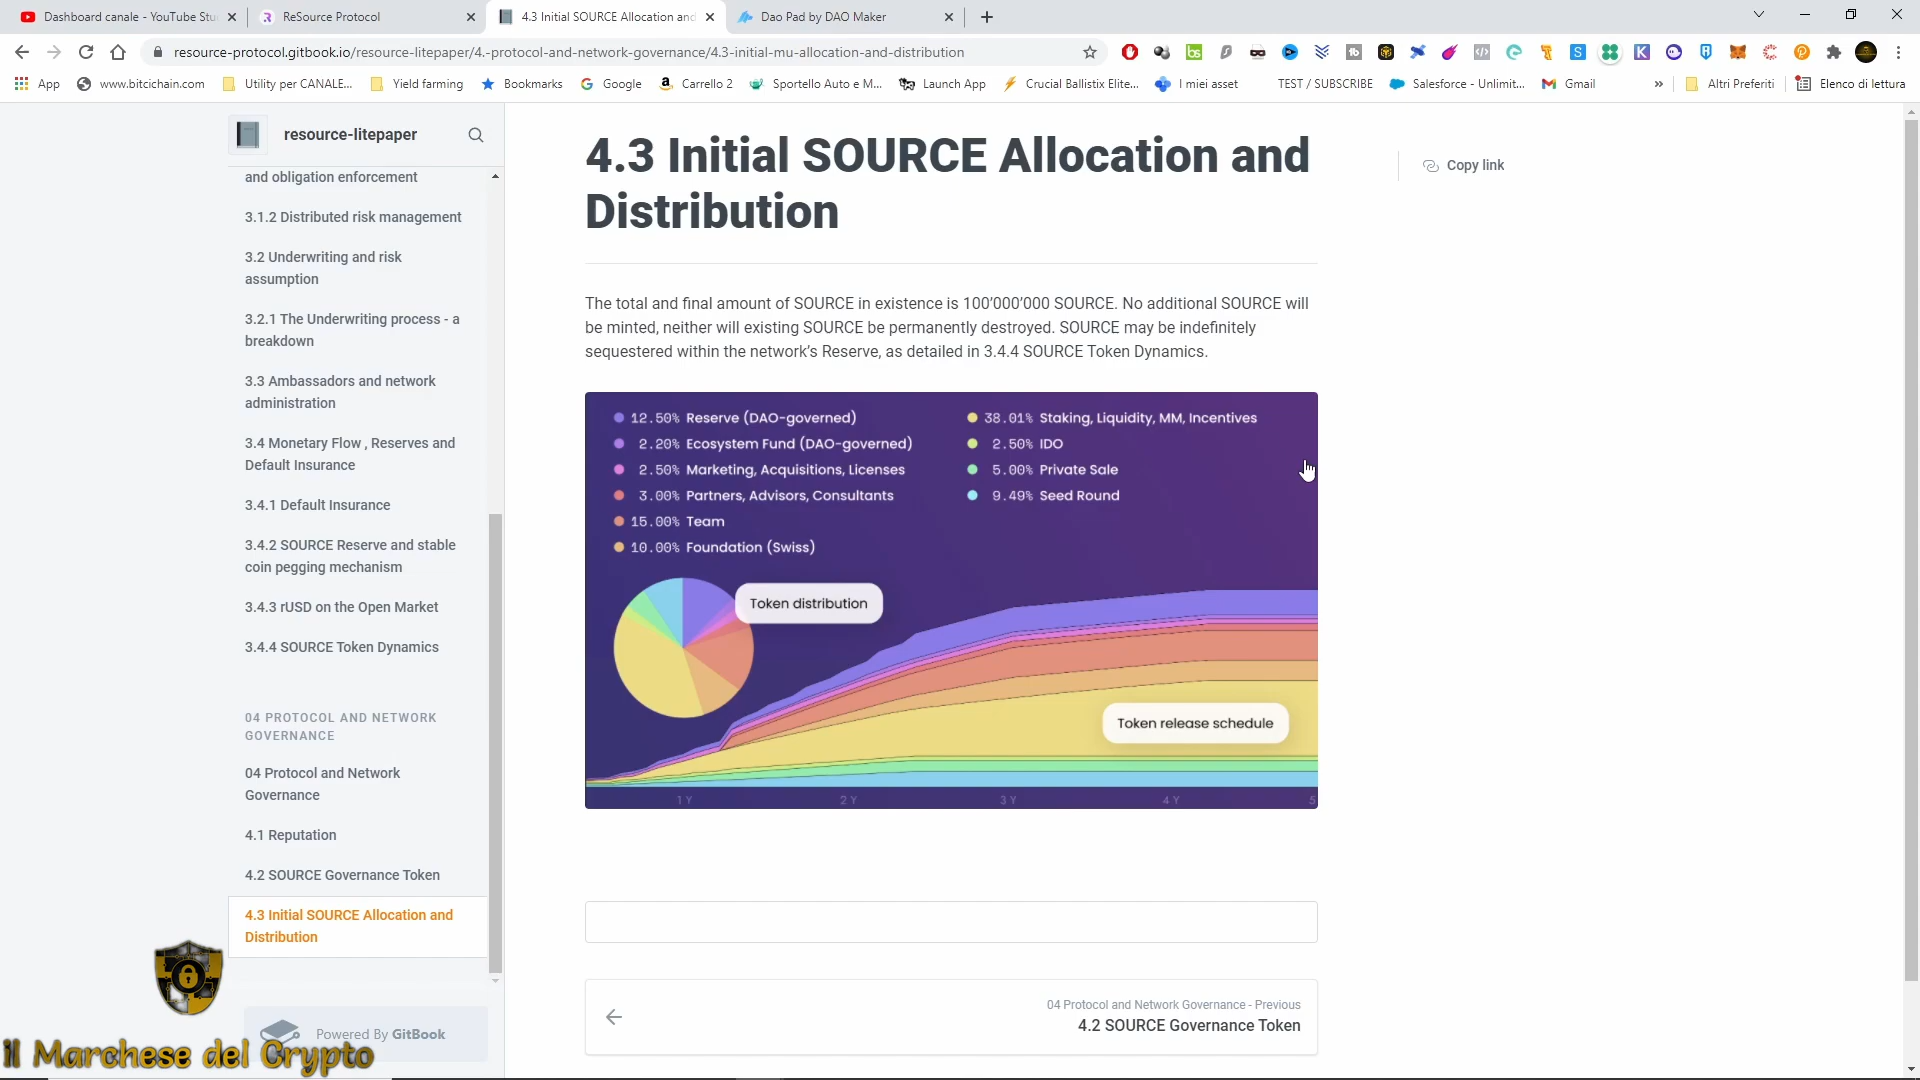 Dashboard canale - YouTube Stu
ReSource Protocol
4.3 Initial SOURCE Allocation and
Dao Pad by DAO Maker
resource-protocol.gitbook.io/resource-litepaper/4.-protocol-and-network-governance/4.3-initial-mu-allocation-and-distribution
App
www.bitcichain.com
Utility per CANALE...
Yield farming
Bookmarks
Google
Carrello 2
Sportello Auto e M...
Launch App
Crucial Ballistix Elite...
I miei asset
TEST / SUBSCRIBE
Salesforce - Unlimit...
Gmail
»
Altri Preferiti
Elenco di lettura
resource-litepaper
and obligation enforcement
3.1.2 Distributed risk management
3.2 Underwriting and risk
assumption
3.2.1 The Underwriting process - a
breakdown
3.3 Ambassadors and network
administration
3.4 Monetary Flow , Reserves and
Default Insurance
3.4.1 Default Insurance
3.4.2 SOURCE Reserve and stable
coin pegging mechanism
3.4.3 rUSD on the Open Market
3.4.4 SOURCE Token Dynamics
04 PROTOCOL AND NETWORK
GOVERNANCE
04 Protocol and Network
Governance
4.1 Reputation
4.2 SOURCE Governance Token
4.3 Initial SOURCE Allocation and
Distribution
Powered By GitBook
il Marchese del Crypto
4.3 Initial SOURCE Allocation and
Distribution
Copy link
The total and final amount of SOURCE in existence is 100’000’000 SOURCE. No additional SOURCE will
be minted, neither will existing SOURCE be permanently destroyed. SOURCE may be indefinitely
sequestered within the network’s Reserve, as detailed in 3.4.4 SOURCE Token Dynamics.
12.50% Reserve (DAO-governed)
2.20% Ecosystem Fund (DAO-governed)
2.50% Marketing, Acquisitions, Licenses
3.00% Partners, Advisors, Consultants
15.00% Team
10.00% Foundation (Swiss)
38.01% Staking, Liquidity, MM, Incentives
2.50% IDO
5.00% Private Sale
9.49% Seed Round
Token distribution
Token release schedule
1 Y
2 Y
3 Y
4 Y
5
04 Protocol and Network Governance - Previous
4.2 SOURCE Governance Token